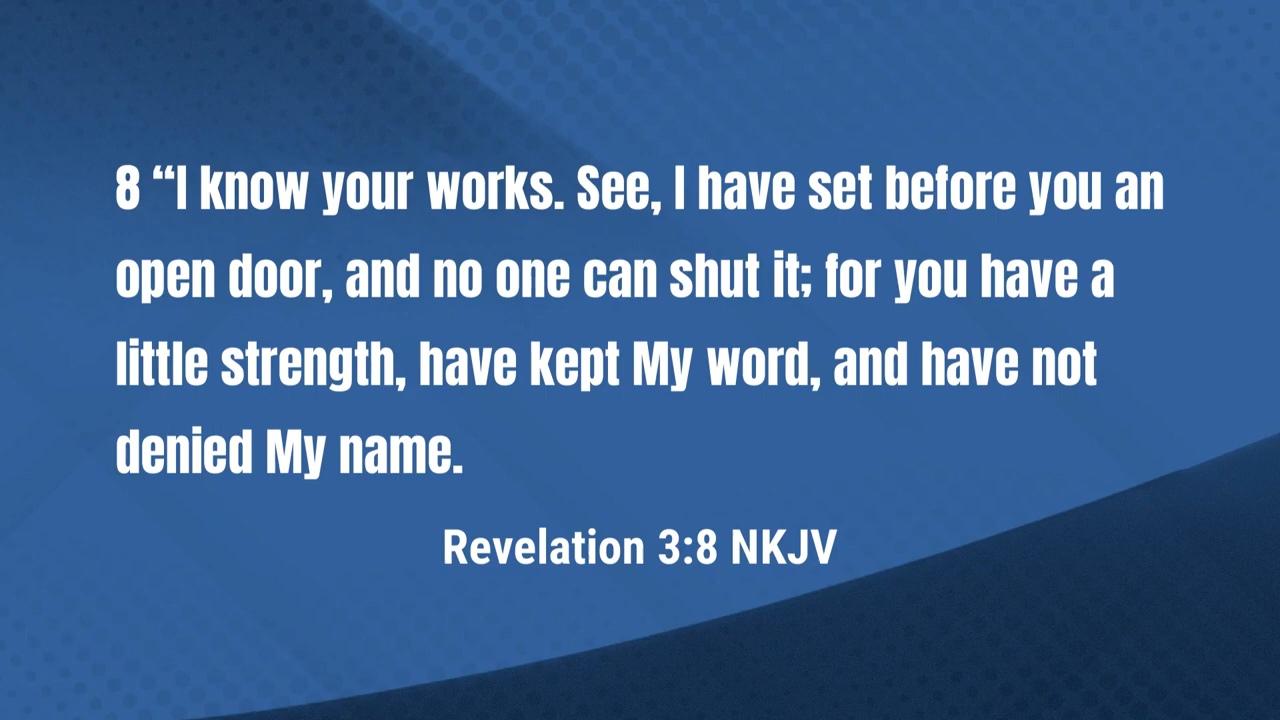 8 “I know your works. See, I have set before you an
open door, and no one can shut it; for you have a
little strength, have kept My word, and have not
denied My name.
Revelation 3:8 NKJV